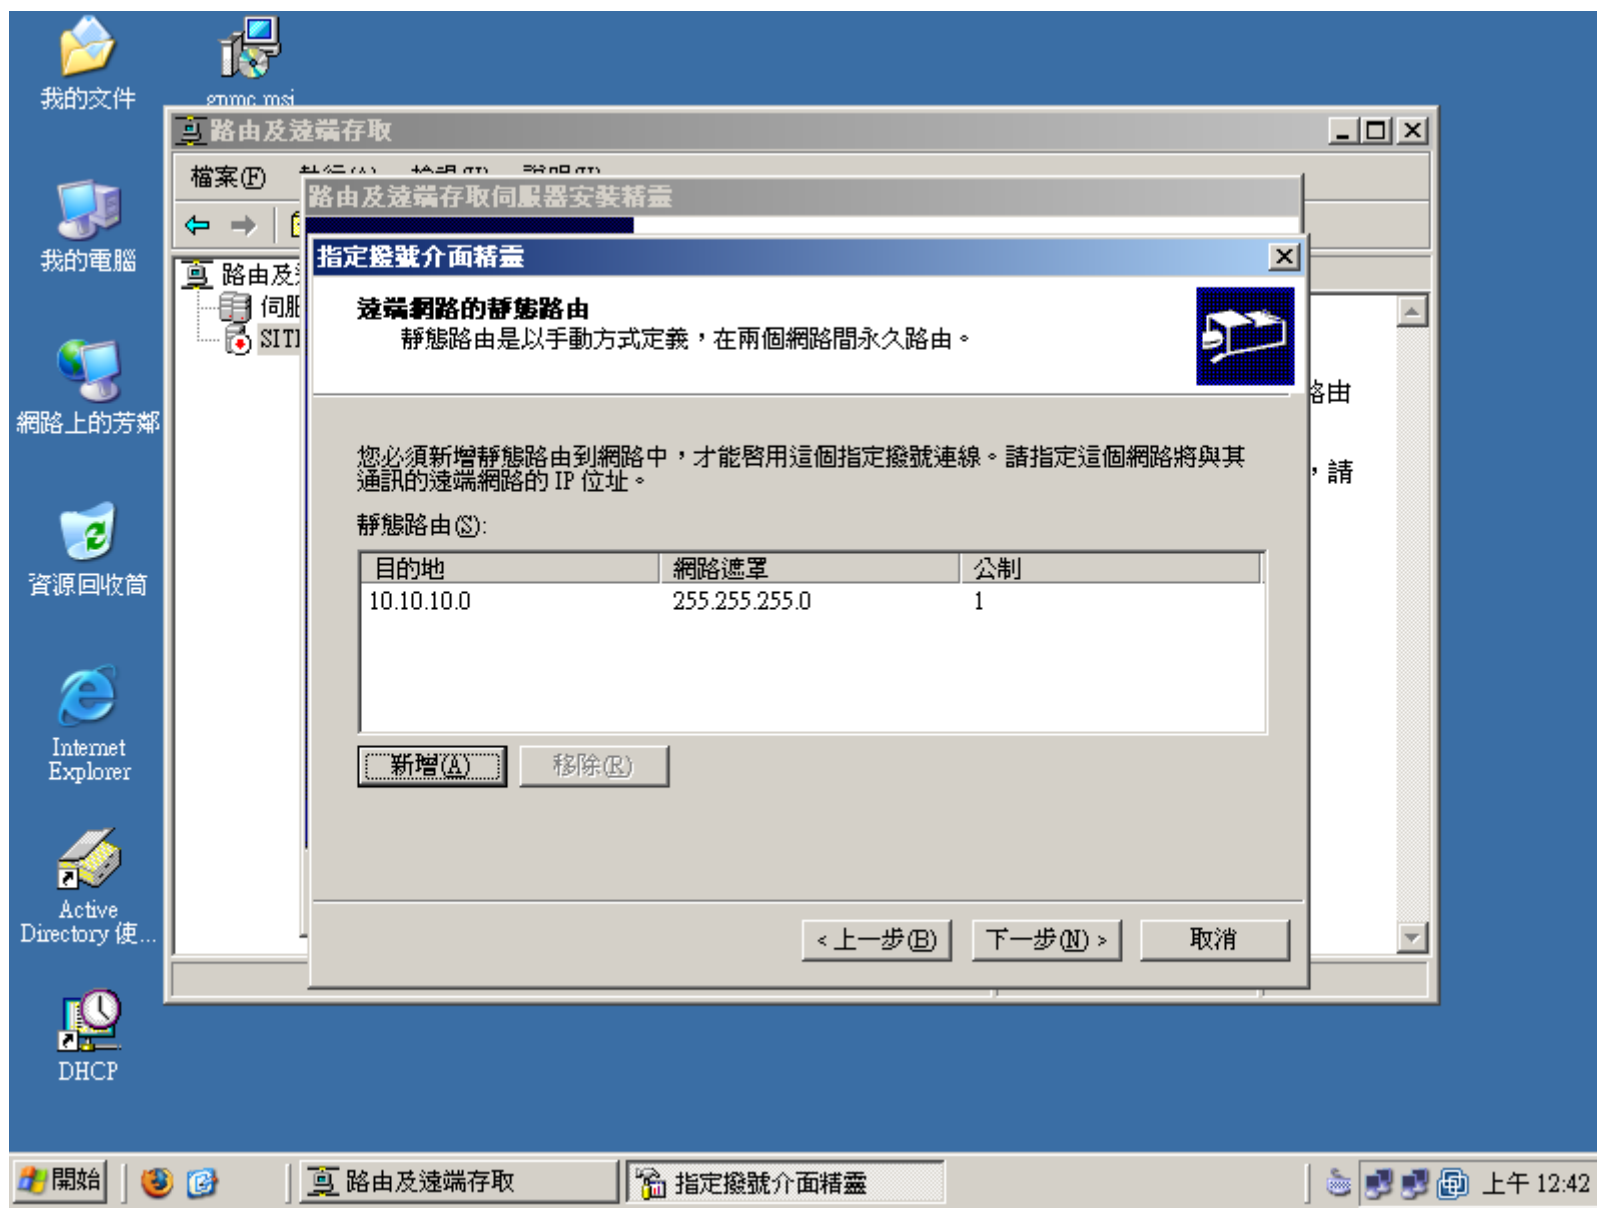 我的文件
gpmc.msi
路由及遠端存取
檔案(F)
路由及遠端存取伺服器安裝精靈
我的電腦
指定撥號介面精靈
路由及
伺服
SITE
遠端網路的靜態路由
靜態路由是以手動方式定義，在兩個網路間永久路由。
路由
網路上的芳鄰
您必須新增靜態路由到網路中，才能啓用這個指定撥號連線。請指定這個網路將與其
通訊的遠端網路的 IP 位址。
，請
靜態路由(S):
目的地 網路遮罩 公制
10.10.10.0 255.255.255.0 1
資源回收筒
新增(A) 移除(R)
Internet
Explorer
Active
Directory 使...
<上一步(B) 下一步(N) > 取消
DHCP
開始 路由及遠端存取 指定撥號介面精靈 上午 12:42